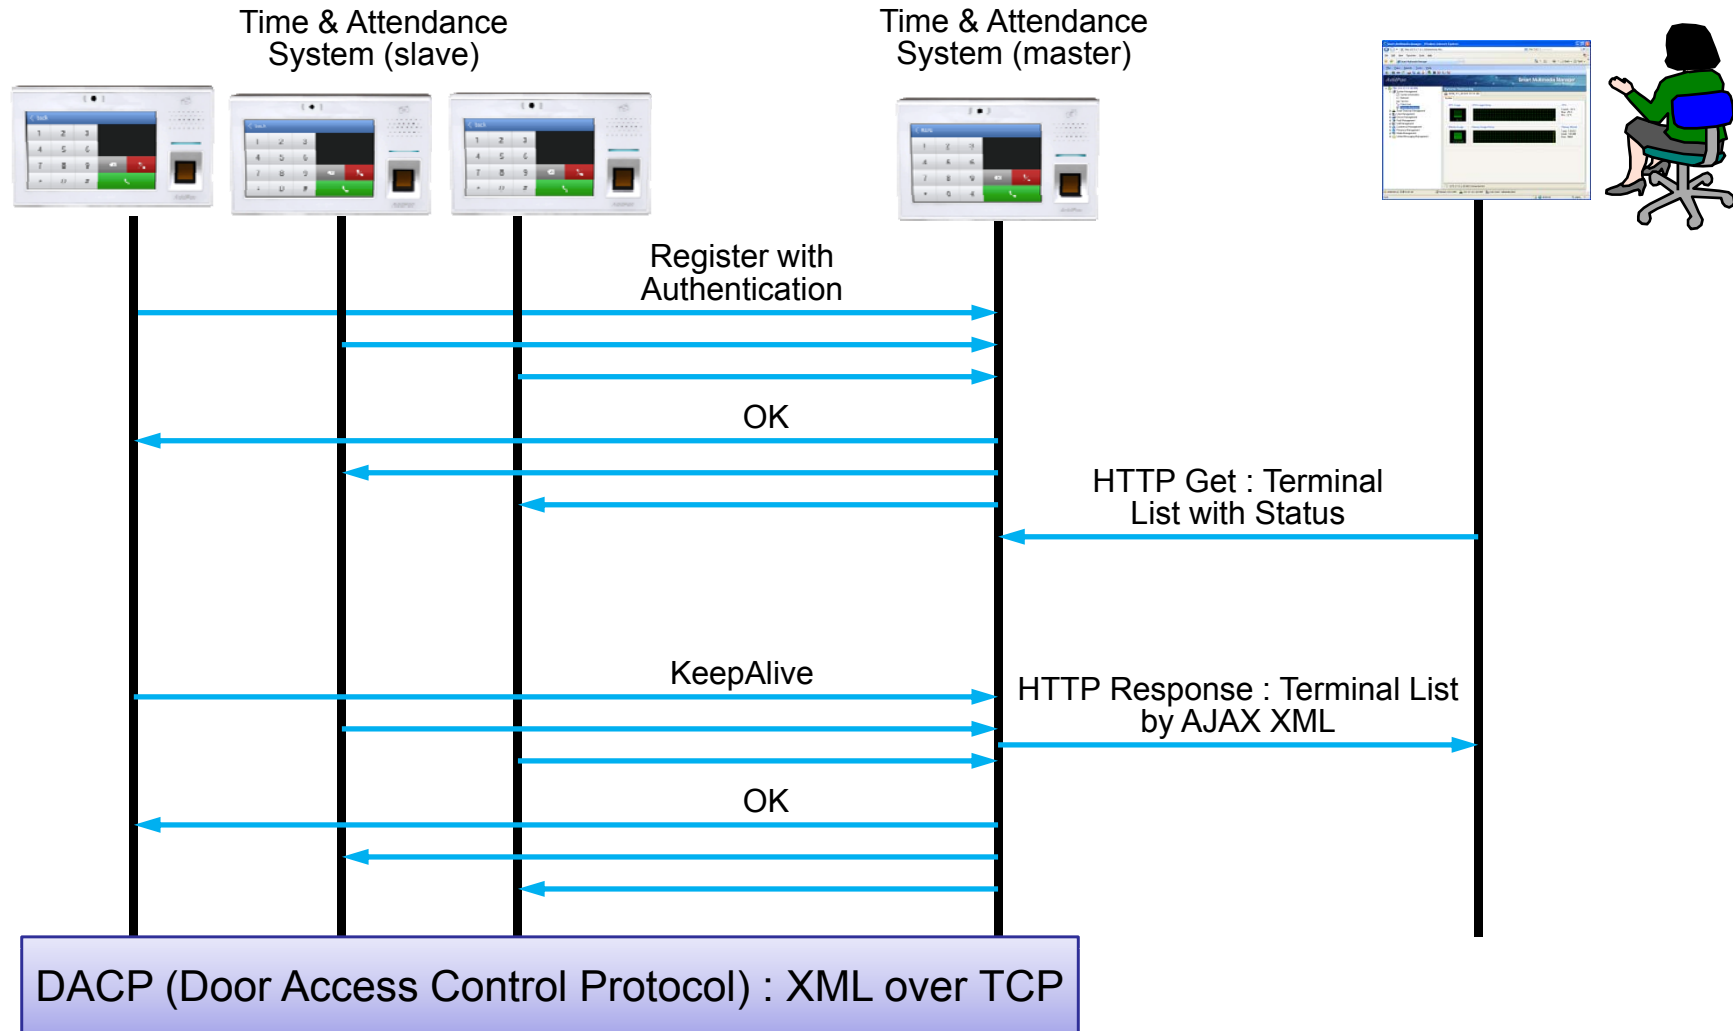 Time & Attendance
System (slave)
Time & Attendance
System (master)
Register with
Authentication
OK
HTTP Get : Terminal
List with Status
KeepAlive
HTTP Response : Terminal List
by AJAX XML
OK
DACP (Door Access Control Protocol) : XML over TCP